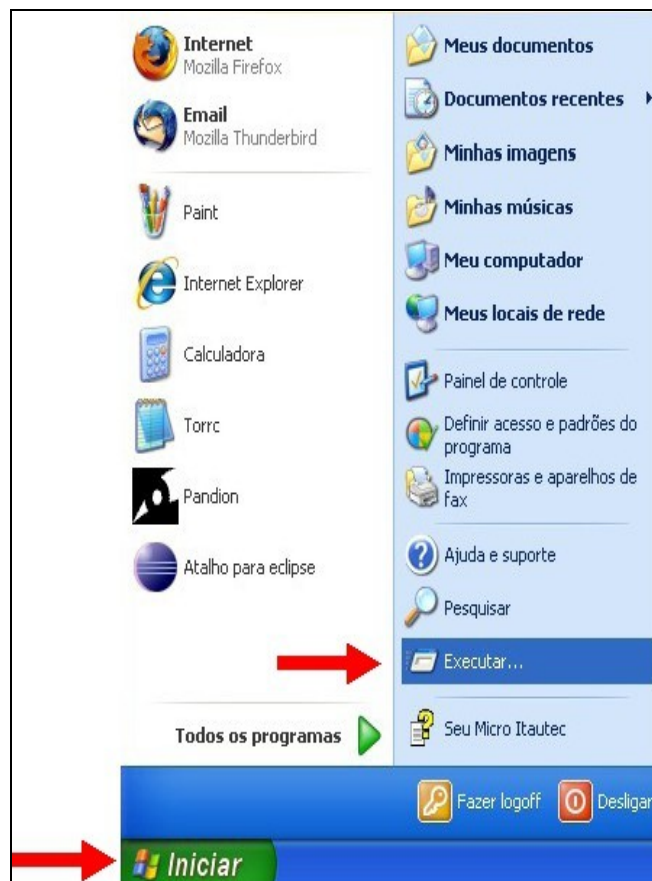 Internet
Mozilla Firefox
Email
Mozilla Thunderbird
Paint
Internet Explorer
Calculadora
Torrc
Pandion
Atalho para eclipse
Todos os programas
Meus documentos
Documentos recentes
Minhas imagens
Minhas músicas
Meu computador
Meus locais de rede
Painel de controle
Definir acesso e padrões do
programa
Impressoras e aparelhos de
fax
Ajuda e suporte
Pesquisar
Executar...
Seu Micro Itautec
Fazer logoff
Desligar
Iniciar